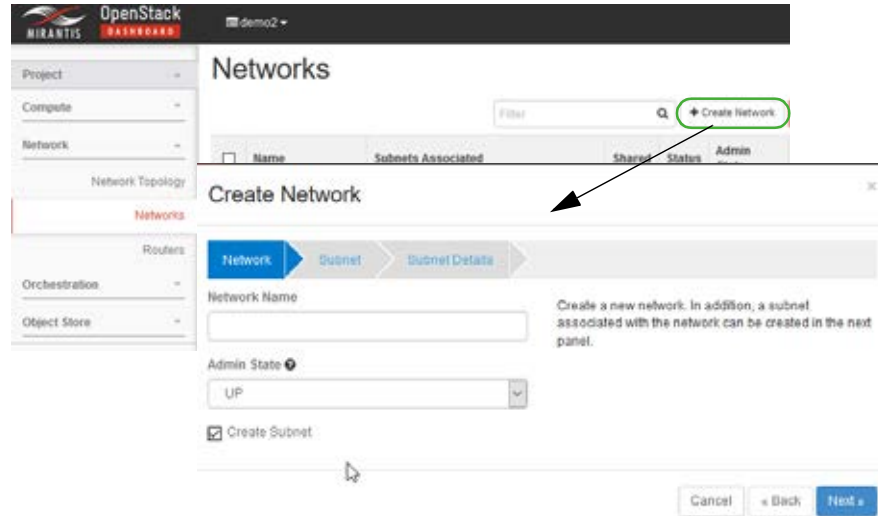 MIRANTIS
OpenStack
DASHBOARD
demo2
Project
Compute
Network
Network Topology
Networks
Routers
Orchestration
Object Store
Networks
Filter
+ Create Network
Name
Subnets Associated
Shared
Status
Admin
Create Network
×
Network
Subnet
Subnet Details
Network Name
Admin State
UP
Create Subnet
Create a new network. In addition, a subnet
associated with the network can be created in the next
panel.
Cancel
« Back
Next »